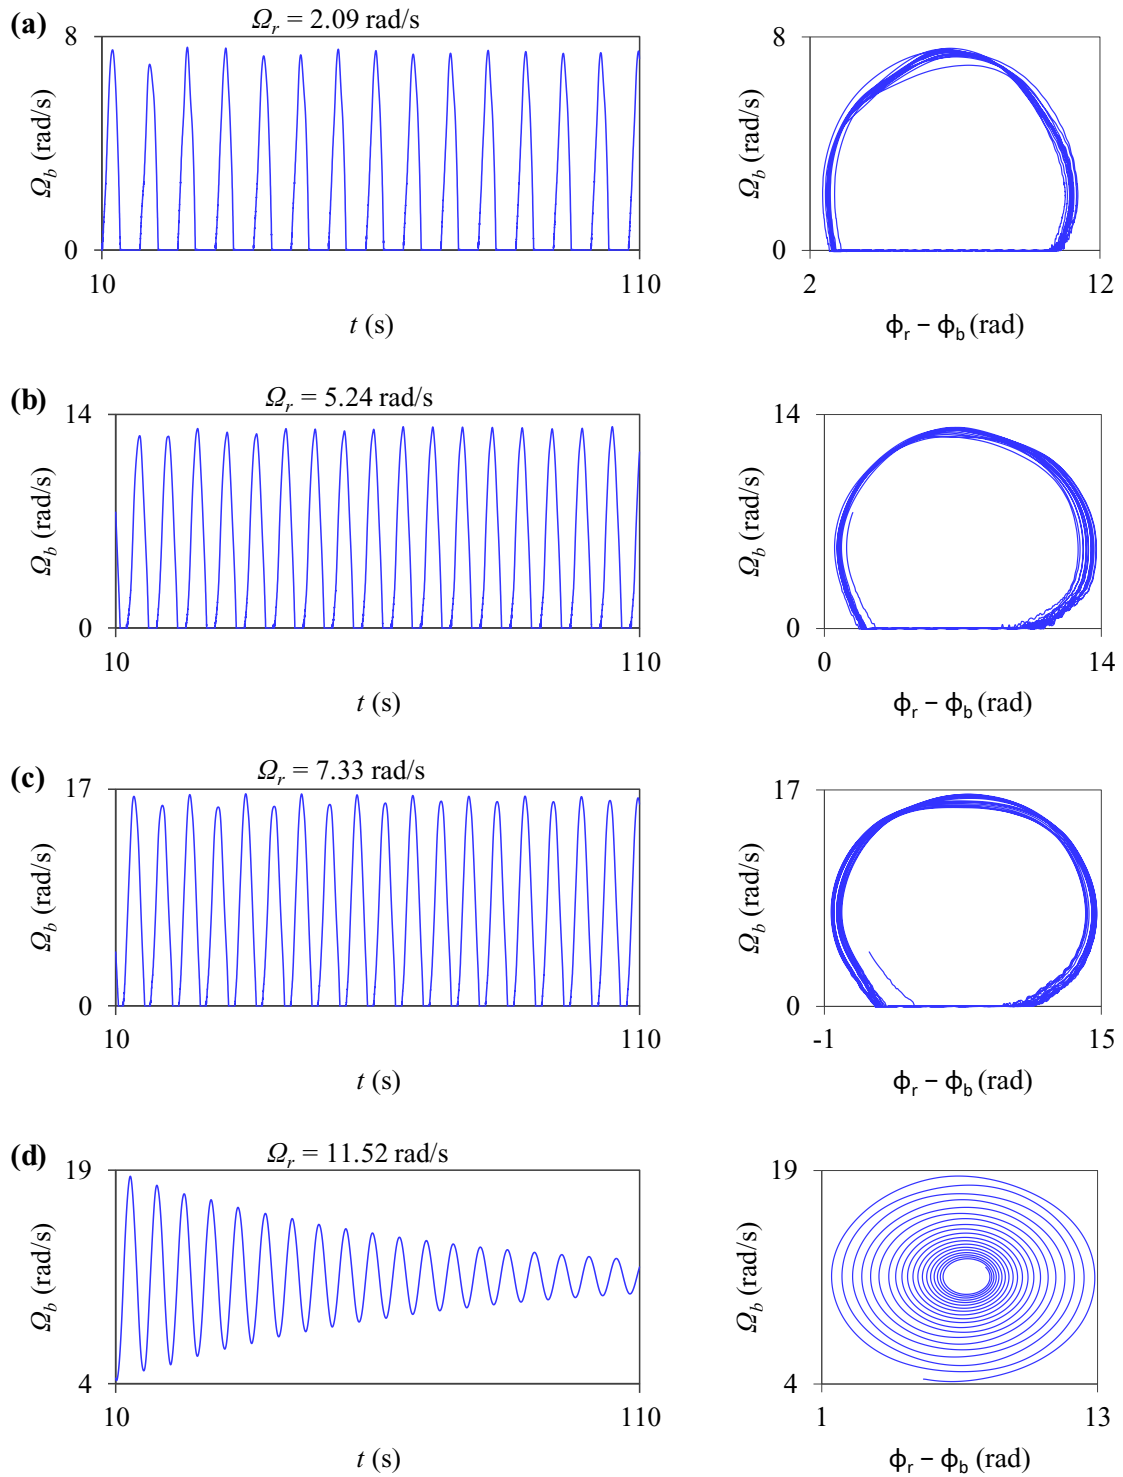 (a)
Ω_r = 2.09 rad/s
8
0
Ω_b (rad/s)
10
110
t (s)
8
0
Ω_b (rad/s)
2
12
ϕ_r − ϕ_b (rad)
(b)
Ω_r = 5.24 rad/s
14
0
Ω_b (rad/s)
10
110
t (s)
14
0
Ω_b (rad/s)
0
14
ϕ_r − ϕ_b (rad)
(c)
Ω_r = 7.33 rad/s
17
0
Ω_b (rad/s)
10
110
t (s)
17
0
Ω_b (rad/s)
-1
15
ϕ_r − ϕ_b (rad)
(d)
Ω_r = 11.52 rad/s
19
4
Ω_b (rad/s)
10
110
t (s)
19
4
Ω_b (rad/s)
1
13
ϕ_r − ϕ_b (rad)